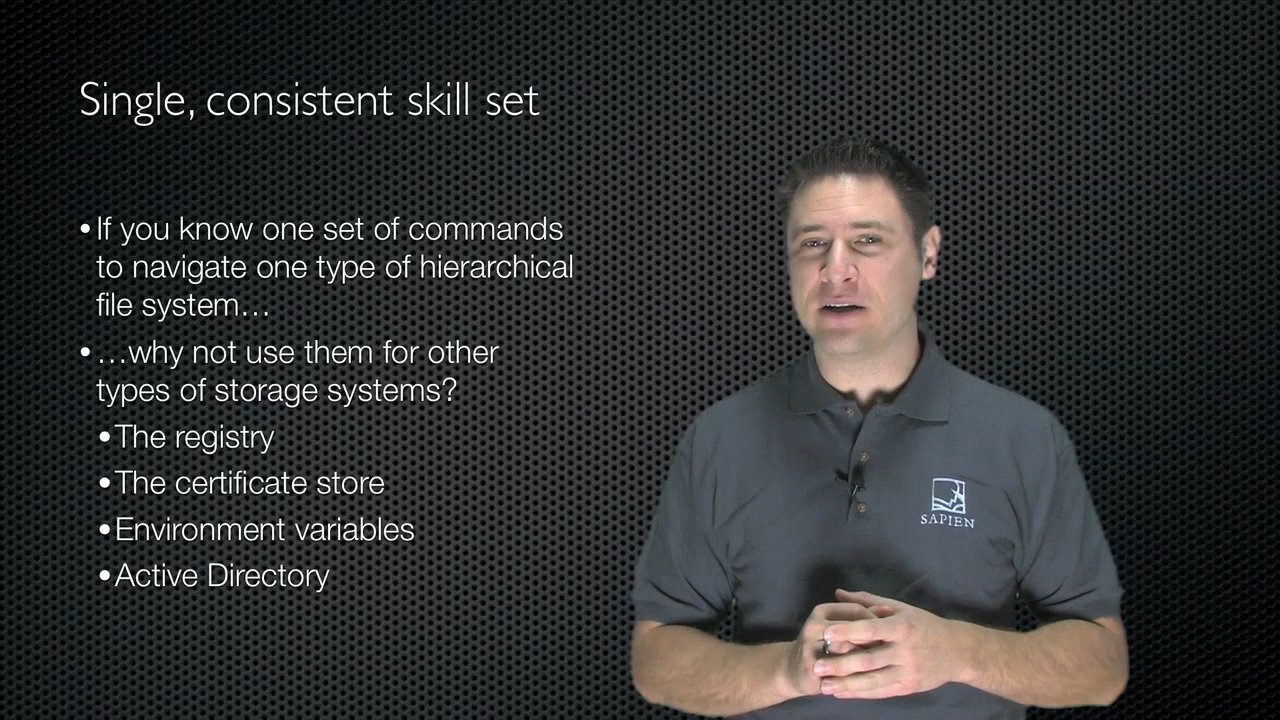 Single, consistent skill set
•If you know one set of commands
to navigate one type of hierarchical
file system…
•…why not use them for other
types of storage systems?
•The registry
•The certificate store
•Environment variables
•Active Directory
SAPIEN